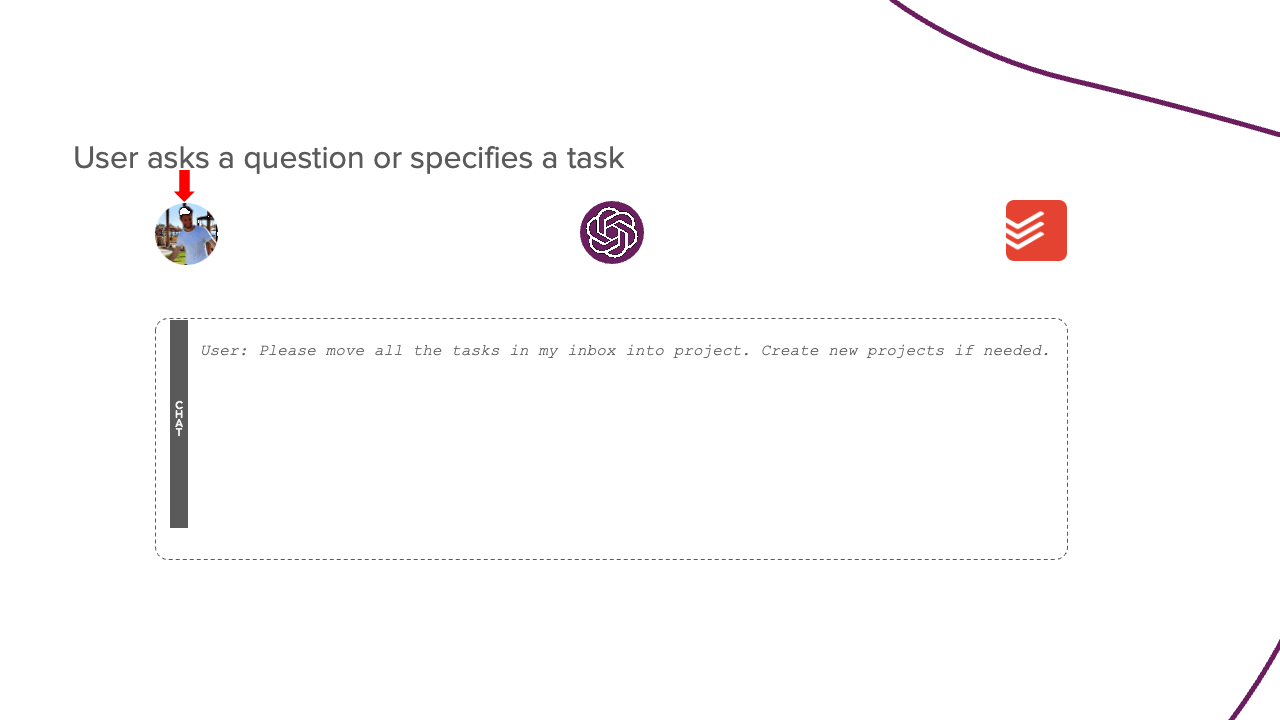 User asks a question or specifies a task
User: Please move all the tasks in my inbox into project. Create new projects if needed.
CHAT